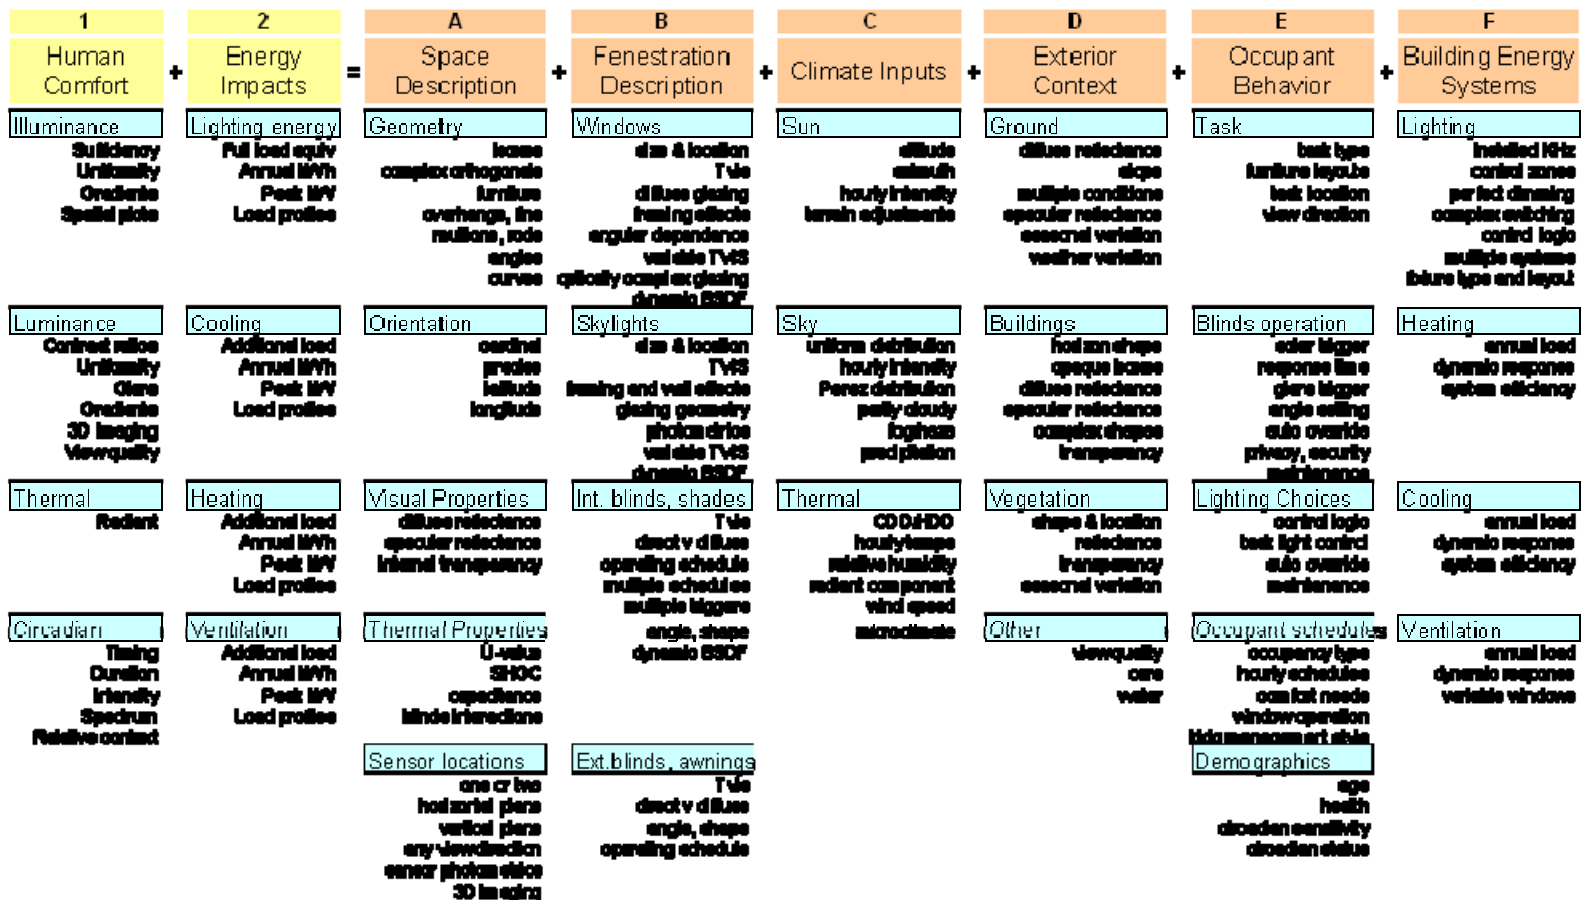 1 2 A B C D E F
Human Comfort + Energy Impacts = Space Description + Fenestration Description + Climate Inputs + Exterior Context + Occupant Behavior + Building Energy Systems
Illuminance
Sufficiency
Uniformity
Gradients
Spatial plots
Luminance
Contrast ratios
Uniformity
Glare
Gradients
3D imaging
View quality
Thermal
Radiant
Circadian
Timing
Duration
Intensity
Spectrum
Relative contrast
Lighting energy
Full load equiv
Annual kWh
Peak kW
Load profiles
Cooling
Additional load
Annual kWh
Peak kW
Load profiles
Heating
Additional load
Annual kWh
Peak kW
Load profiles
Ventilation
Additional load
Annual kWh
Peak kW
Load profiles
Geometry
complex orthogonals
furniture
overhangs, fins
angles
curves
Orientation
cardinal
precise
latitude
longitude
Visual Properties
diffuse reflectance
specular reflectance
internal transparency
Thermal Properties
U-value
SHGC
capacitance
blinds interactions
Sensor locations
one or two
horizontal plane
vertical plane
any view direction
sensor photometrics
3D imaging
Windows
size & location
Tvis
diffuse glazing
framing effects
angular dependence
variable TVIS
optically complex glazing
dynamic BSDF
Skylights
size & location
TVIS
framing and well effects
glazing geometry
photometrics
variable TVIS
dynamic BSDF
Int. blinds, shades
Tvis
direct v diffuse
operating schedule
multiple schedules
multiple triggers
angle, shape
dynamic BSDF
Ext.blinds, awnings
Tvis
direct v diffuse
angle, shape
operating schedule
Sun
altitude
azimuth
hourly intensity
terrain adjustments
Sky
uniform distribution
hourly intensity
Perez distribution
partly cloudy
fog/haze
precipitation
Thermal
CDD/HDD
hourly temps
relative humidity
radiant component
wind speed
microclimate
Ground
diffuse reflectance
slope
multiple conditions
specular reflectance
seasonal variation
weather variation
Buildings
horizon shape
opaque boxes
diffuse reflectance
specular reflectance
complex shapes
transparency
Vegetation
shape & location
reflectance
transparency
seasonal variation
Other
view quality
cars
water
Task
task type
furniture layouts
task location
view direction
Blinds operation
solar trigger
response time
glare trigger
angle setting
auto override
privacy, security
maintenance
Lighting Choices
control logic
task light control
auto override
maintenance
Occupant schedules
occupancy type
hourly schedules
comfort needs
window operation
Demographics
age
health
circadian sensitivity
circadian status
Lighting
control zones
perfect dimming
complex switching
control logic
multiple systems
fixture type and layout
Heating
annual load
dynamic response
system efficiency
Cooling
annual load
dynamic response
system efficiency
Ventilation
annual load
dynamic response
variable windows